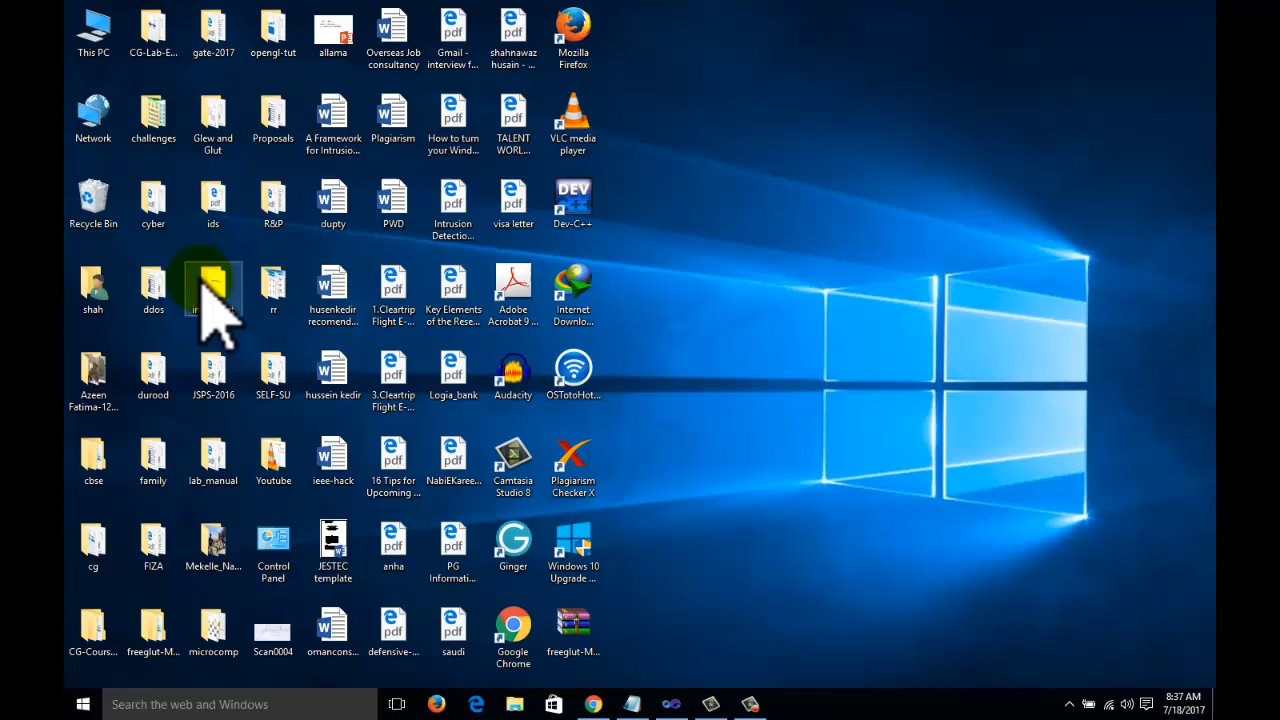 This PC
CG-Lab-E...
gate-2017
opengl-tut
allama
Overseas Job
consultancy
Gmail -
interview f...
shahnawaz
husain - ...
Mozilla
Firefox
Network
challenges
Glew and
Glut
Proposals
A Framework
for Intrusio...
Plagiarism
How to turn
your Wind...
TALENT
WORL...
VLC media
player
Recycle Bin
cyber
ids
R&P
dupty
PWD
Intrusion
Detectio...
visa letter
DEV
Dev-C++
shah
ddos
rr
husenkedir
recomend...
1.Cleartrip
Flight E-...
Key Elements
of the Rese...
Adobe
Acrobat 9 ...
Internet
Downlo...
Azeen
Fatima-12...
durood
JSPS-2016
SELF-SU
hussein kedir
3.Cleartrip
Flight E-...
Logia_bank
Audacity
OSTotoHot...
cbse
family
lab_manual
Youtube
ieee-hack
16 Tips for
Upcoming ...
NabiEKaree...
Camtasia
Studio 8
Plagiarism
Checker X
cg
FIZA
Mekelle_Na...
Control
Panel
JESTEC
template
anha
PG
Informati...
Ginger
Windows 10
Upgrade ...
CG-Cours...
freeglut-M...
microcomp
Scan0004
omancons...
defensive-...
saudi
Google
Chrome
freeglut-M...
Search the web and Windows
8:37 AM
7/18/2017